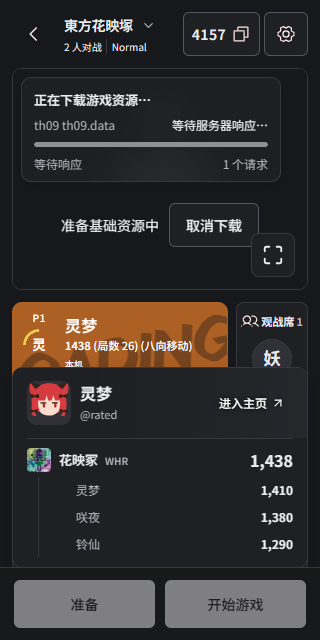 東方花映塚
2 人对战 Normal
4157
正在下载游戏资源…
th09 th09.data 等待服务器响应…
等待响应 1 个请求
准备基础资源中 取消下载
P1
灵
灵梦
1438 (局数 26) (八向移动)
本机
观战席 1
妖
灵梦
@rated
进入主页
花映冢 WHR 1,438
灵梦 1,410
咲夜 1,380
铃仙 1,290
准备 开始游戏